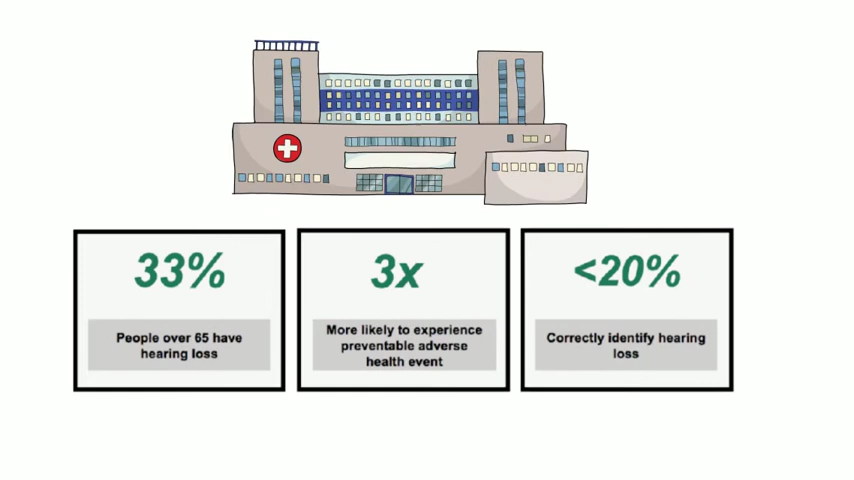 33%
People over 65 have
hearing loss
3x
More likely to experience
preventable adverse
health event
<20%
Correctly identify hearing
loss